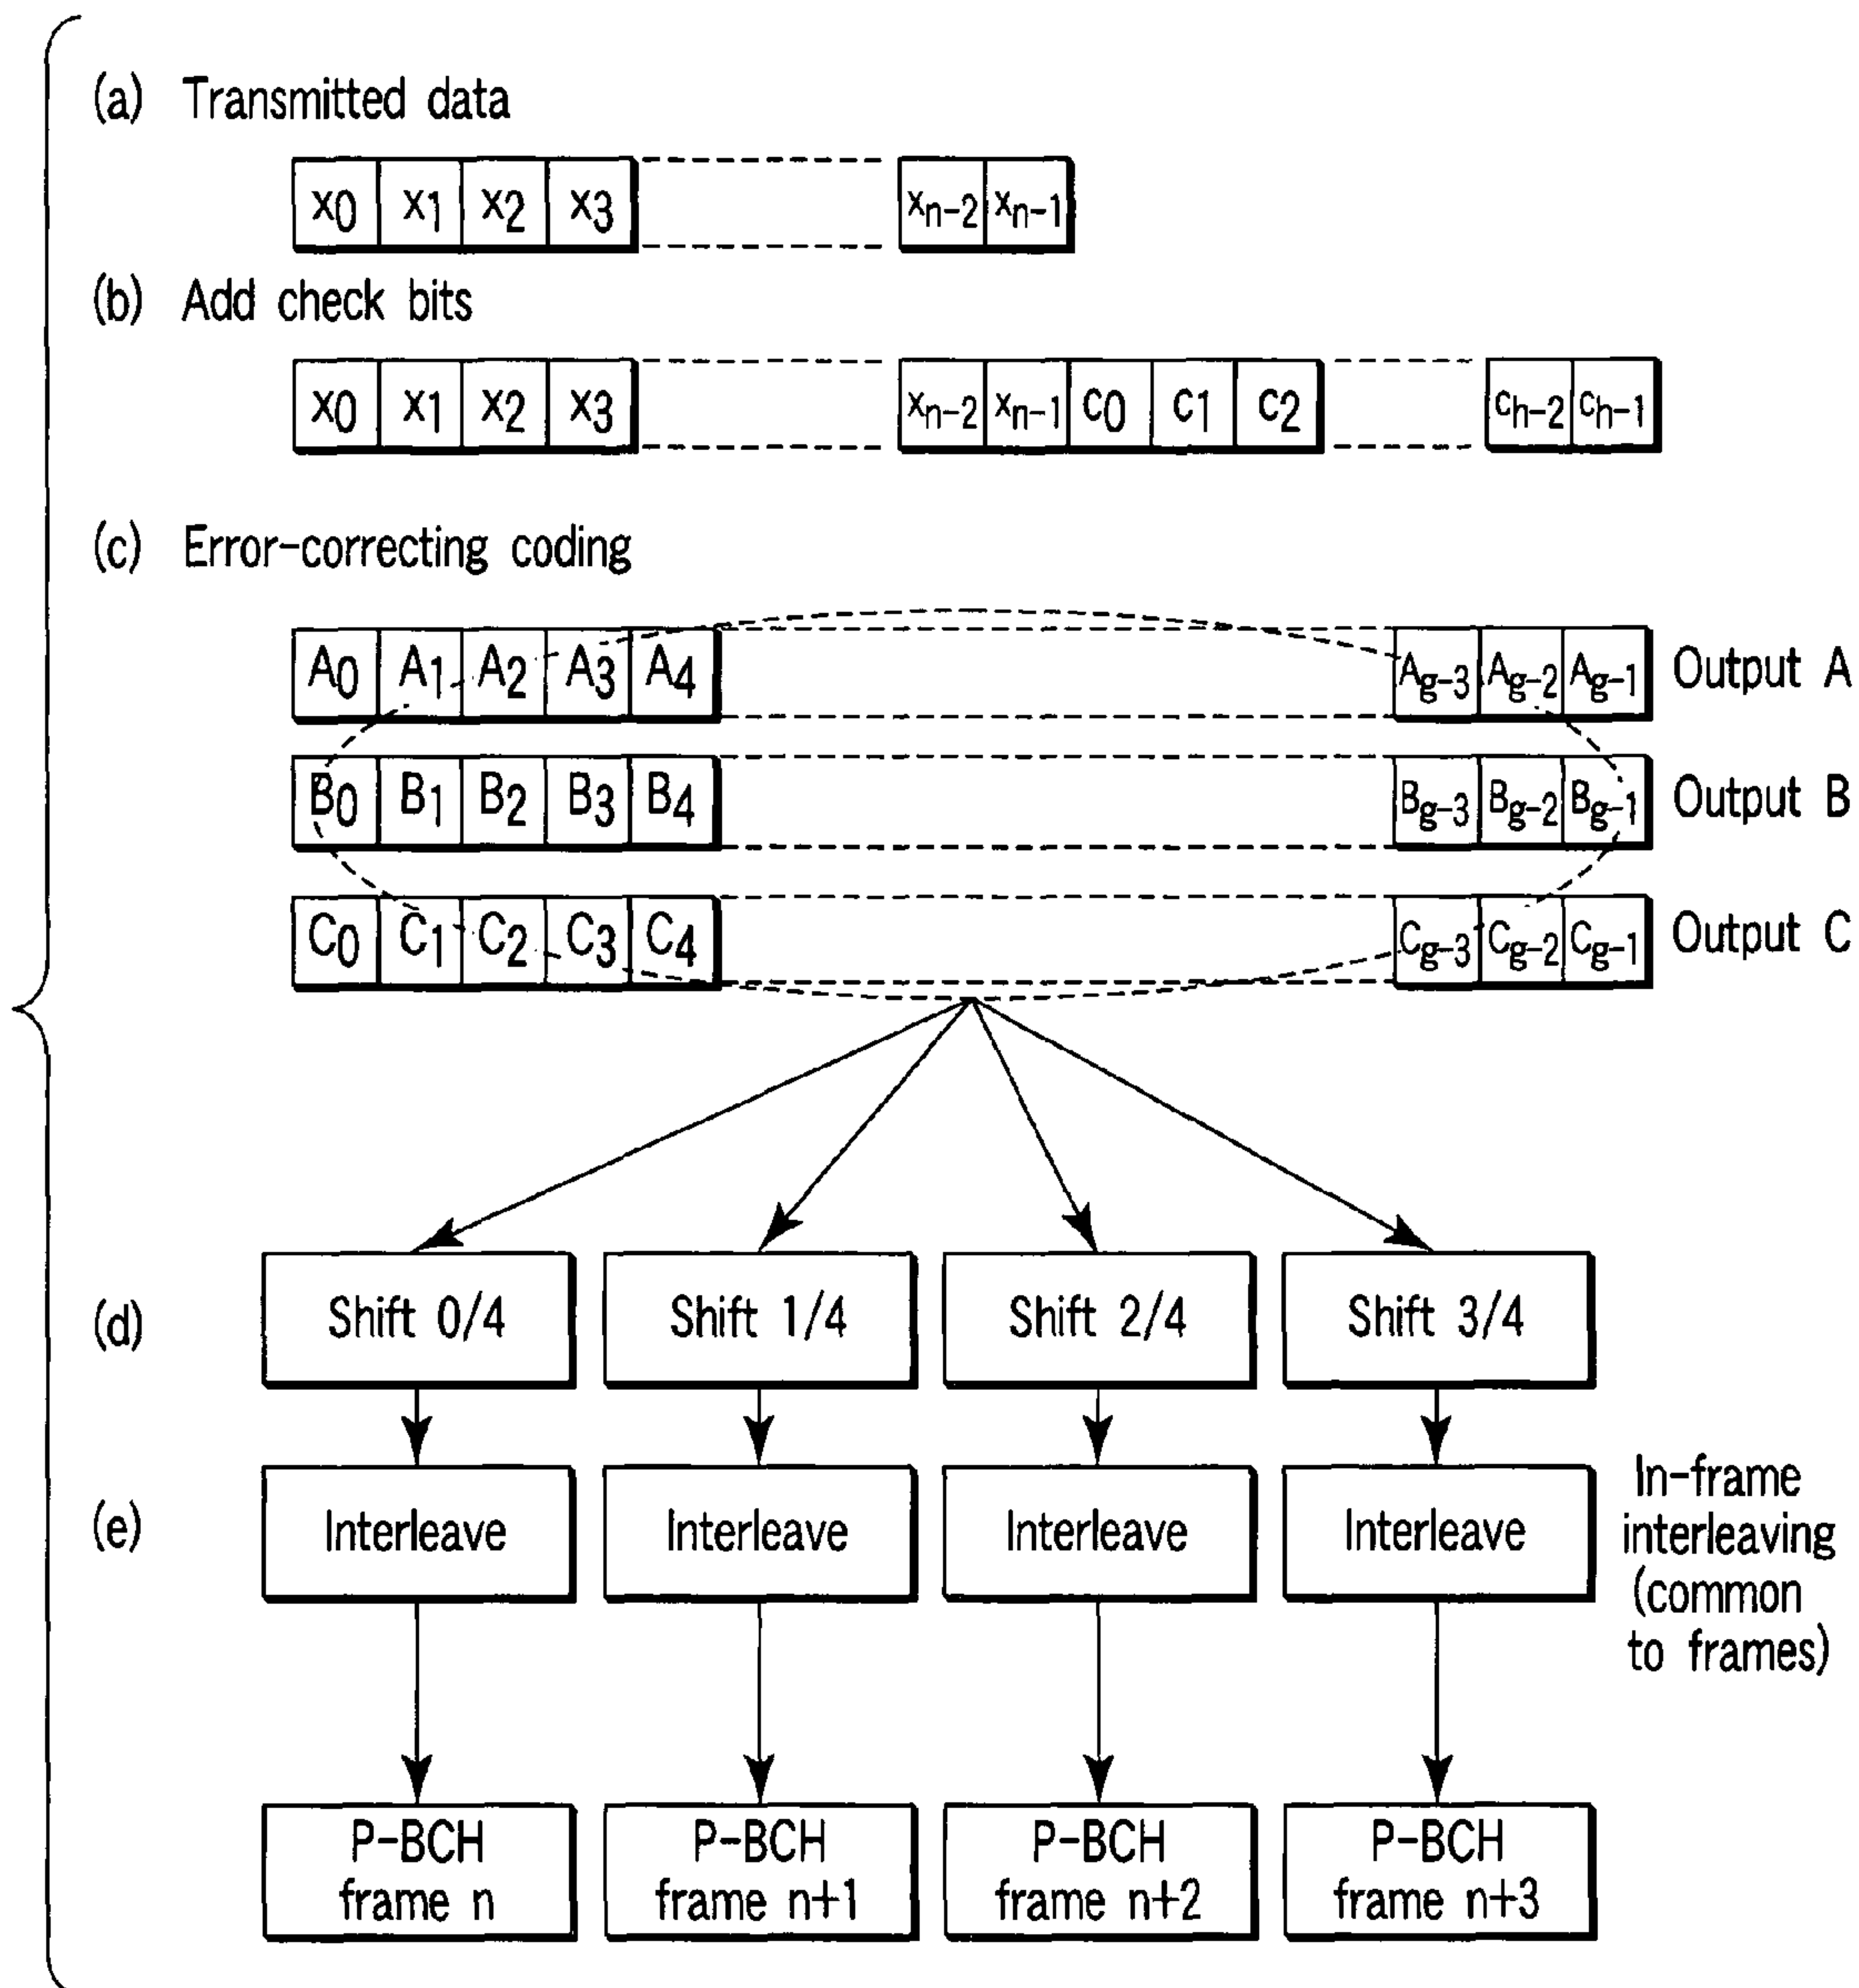 (a) Transmitted data
x0 x1 x2 x3 xn-2 xn-1
(b) Add check bits
x0 x1 x2 x3 xn-2 xn-1 c0 c1 c2 ch-2 ch-1
(c) Error-correcting coding
A0 A1 A2 A3 A4 Ag-3 Ag-2 Ag-1 Output A
B0 B1 B2 B3 B4 Bg-3 Bg-2 Bg-1 Output B
C0 C1 C2 C3 C4 Cg-3 Cg-2 Cg-1 Output C
(d) Shift 0/4 Shift 1/4 Shift 2/4 Shift 3/4
(e) Interleave Interleave Interleave Interleave
In-frame
interleaving
(common
to frames)
P-BCH
frame n
P-BCH
frame n+1
P-BCH
frame n+2
P-BCH
frame n+3